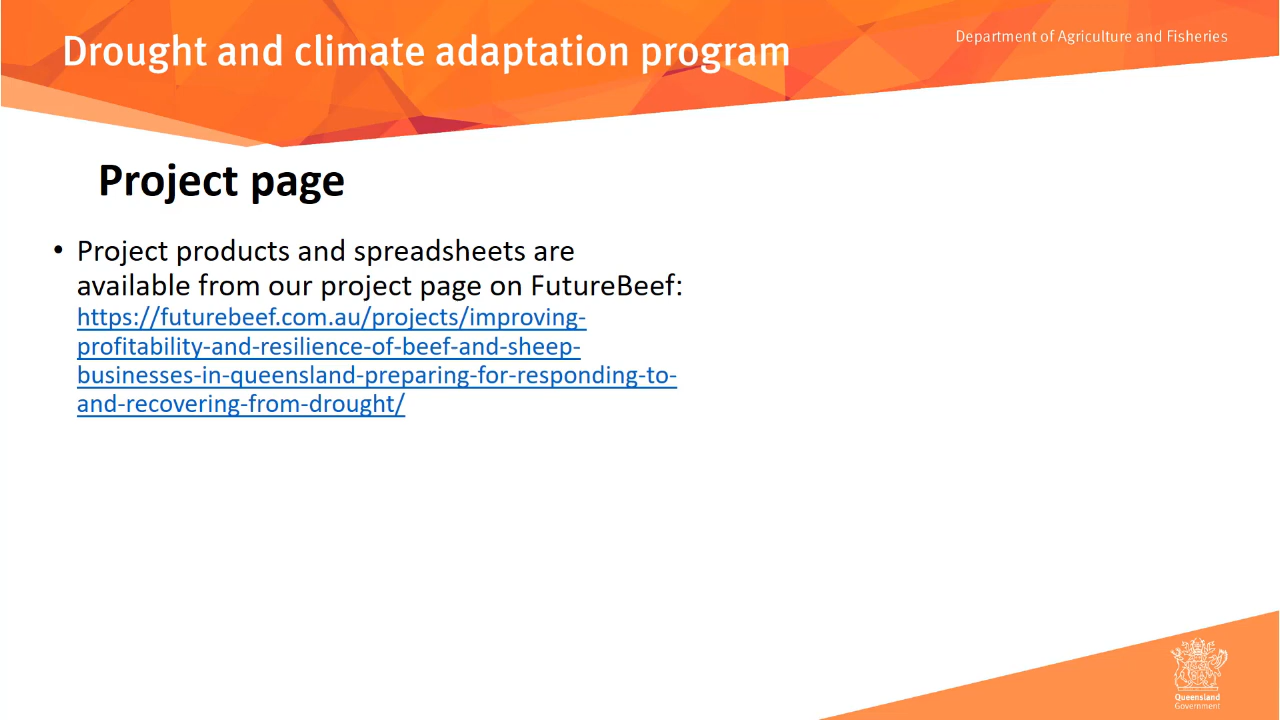 Drought and climate adaptation program
Department of Agriculture and Fisheries
Project page
• Project products and spreadsheets are
available from our project page on FutureBeef:
https://futurebeef.com.au/projects/improving-
profitability-and-resilience-of-beef-and-sheep-
businesses-in-queensland-preparing-for-responding-to-
and-recovering-from-drought/
Queensland
Government